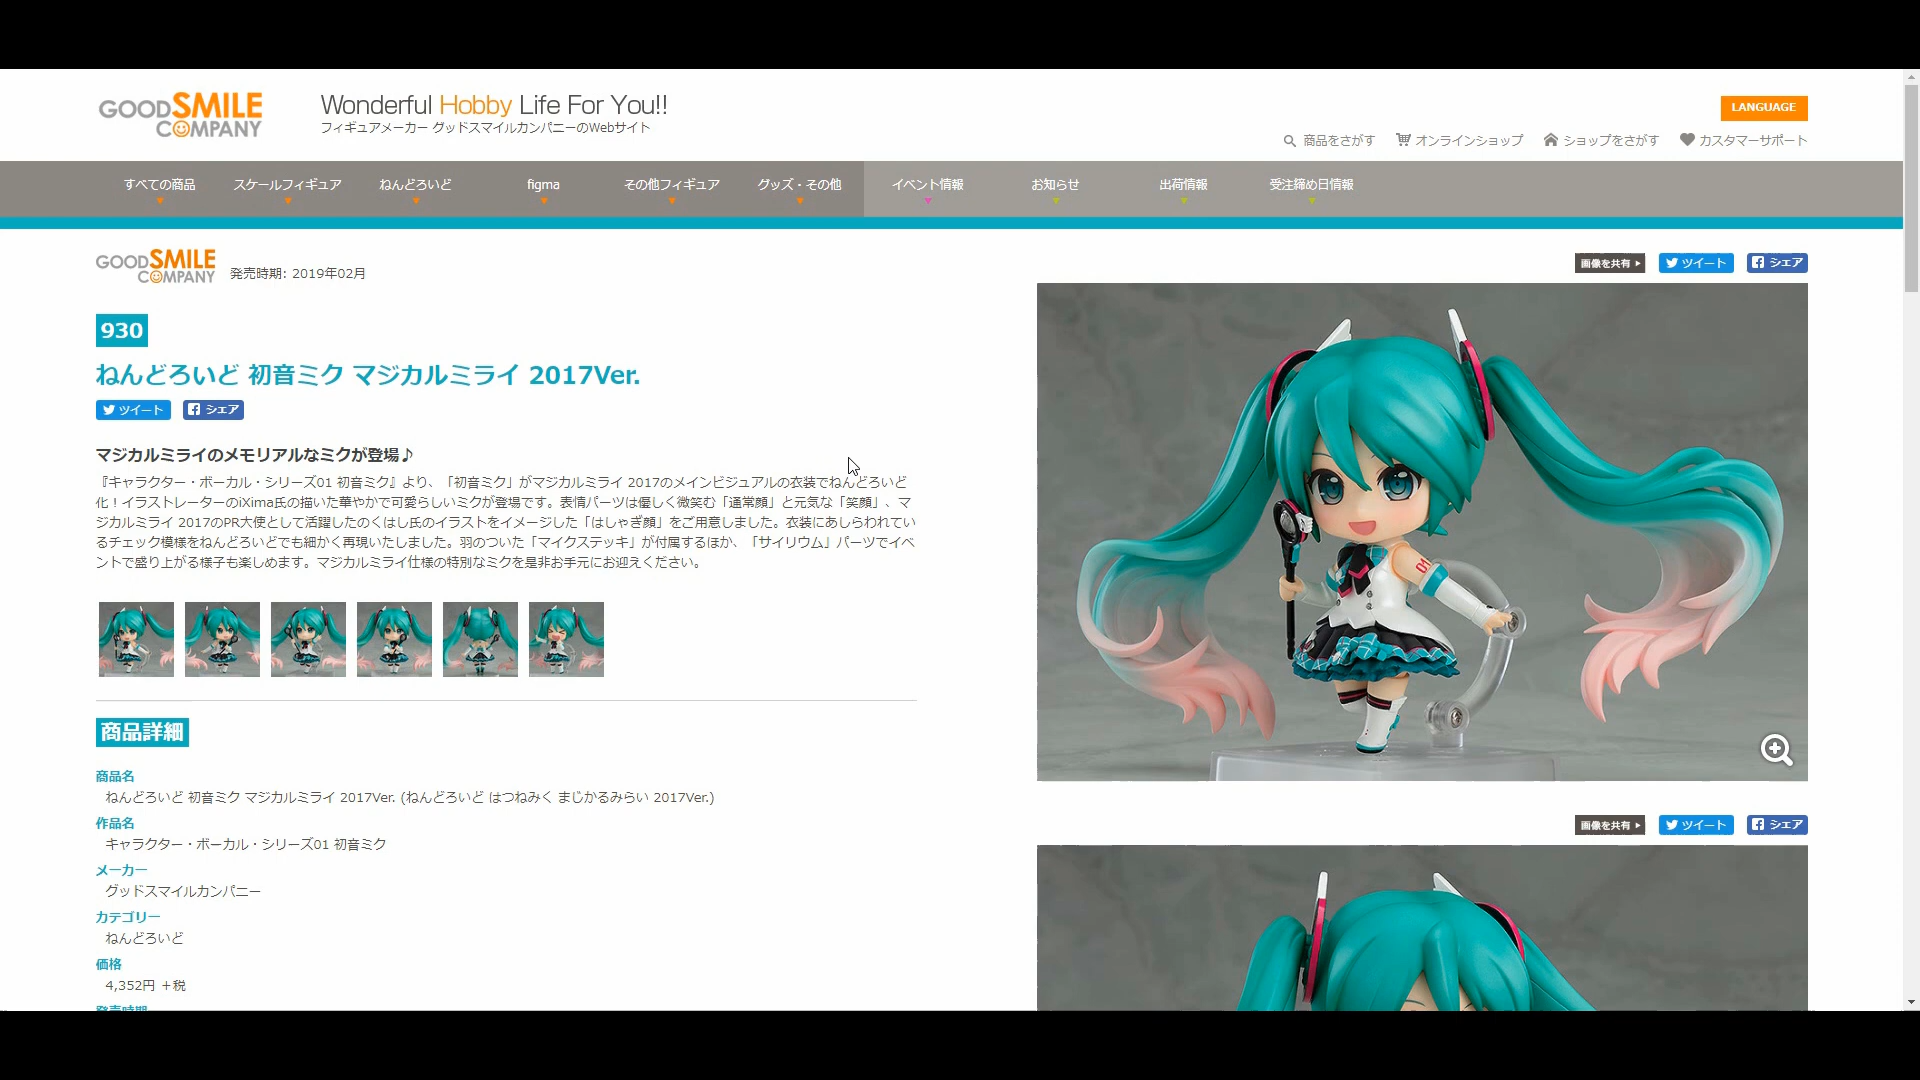 GOOD SMILE COMPANY
Wonderful Hobby Life For You!!
フィギュアメーカー グッドスマイルカンパニーのWebサイト
LANGUAGE
商品をさがす オンラインショップ ショップをさがす カスタマーサポート
すべての商品 スケールフィギュア ねんどろいど figma その他フィギュア グッズ・その他 イベント情報 お知らせ 出荷情報 受注締め日情報
GOOD SMILE COMPANY 発売時期: 2019年02月
930
ねんどろいど 初音ミク マジカルミライ 2017Ver.
ツイート シェア
マジカルミライのメモリアルなミクが登場♪
『キャラクター・ボーカル・シリーズ01 初音ミク』より、「初音ミク」がマジカルミライ 2017のメインビジュアルの衣装でねんどろいど
化！イラストレーターのiXima氏の描いた華やかで可愛らしいミクが登場です。表情パーツは優しく微笑む「通常顔」と元気な「笑顔」、マ
ジカルミライ 2017のPR大使として活躍したのくはし氏のイラストをイメージした「はしゃぎ顔」をご用意しました。衣装にあしらわれてい
るチェック模様をねんどろいどでも細かく再現いたしました。羽のついた「マイクステッキ」が付属するほか、「サイリウム」パーツでイベ
ントで盛り上がる様子も楽しめます。マジカルミライ仕様の特別なミクを是非お手元にお迎えください。
商品詳細
商品名
ねんどろいど 初音ミク マジカルミライ 2017Ver. (ねんどろいど はつねみく まじかるみらい 2017Ver.)
作品名
キャラクター・ボーカル・シリーズ01 初音ミク
メーカー
グッドスマイルカンパニー
カテゴリー
ねんどろいど
価格
4,352円 ＋税
発売時期
画像を共有 ツイート シェア
01
画像を共有 ツイート シェア